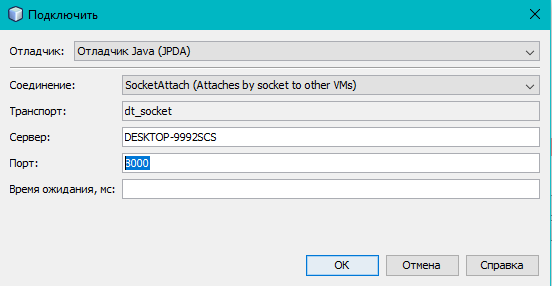 Подключить
Отладчик: Отладчик Java (JPDA)
Соединение: SocketAttach (Attaches by socket to other VMs)
Транспорт: dt_socket
Сервер: DESKTOP-9992SCS
Порт: 8000
Время ожидания, мс:
OK Отмена Справка